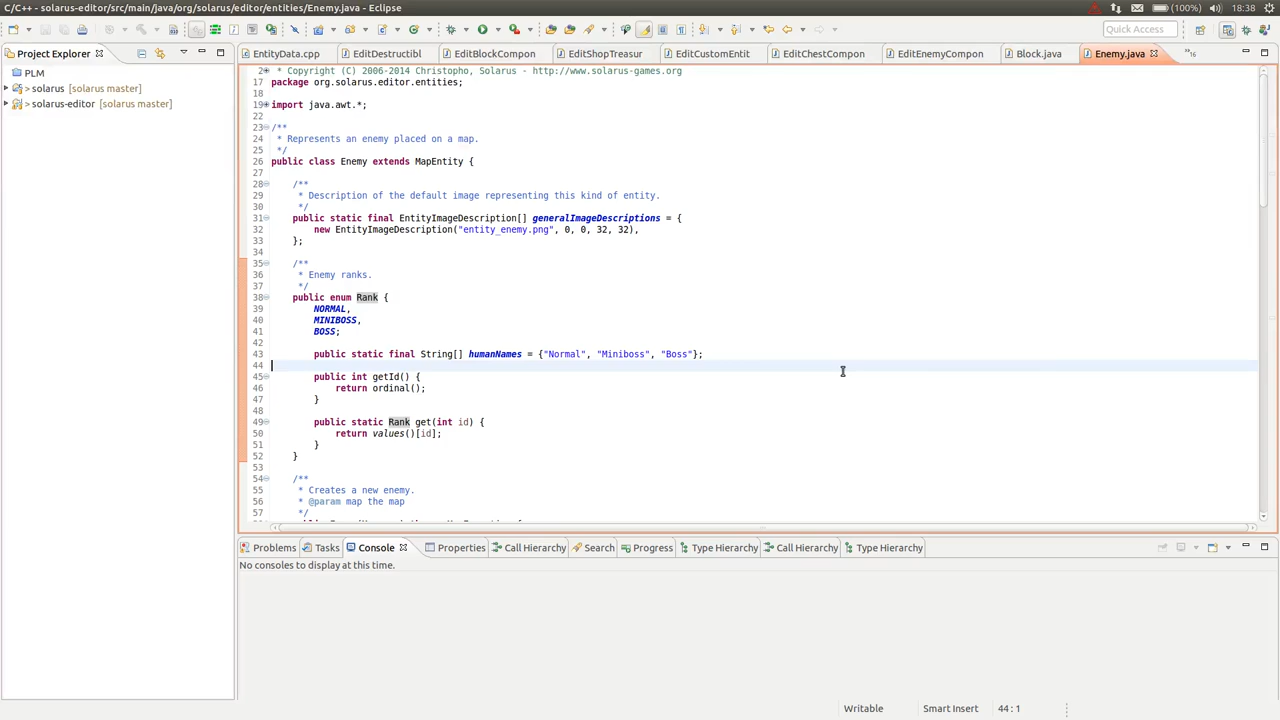 C/C++ - solarus-editor/src/main/java/org/solarus/editor/entities/Enemy.java - Eclipse
(100%) 18:38
Quick Access
Project Explorer
EntityData.cpp
EditDestructibl
EditBlockCompon
EditShopTreasur
EditCustomEntit
EditChestCompon
EditEnemyCompon
Block.java
Enemy.java
»16
PLM
> solarus [solarus master]
> solarus-editor [solarus master]
2 * Copyright (C) 2006-2014 Christopho, Solarus - http://www.solarus-games.org
17 package org.solarus.editor.entities;
18
19 import java.awt.*;
22
23 /**
24 * Represents an enemy placed on a map.
25 */
26 public class Enemy extends MapEntity {
27
28 /**
29 * Description of the default image representing this kind of entity.
30 */
31 public static final EntityImageDescription[] generalImageDescriptions = {
32 new EntityImageDescription("entity_enemy.png", 0, 0, 32, 32),
33 };
34
35 /**
36 * Enemy ranks.
37 */
38 public enum Rank {
39 NORMAL,
40 MINIBOSS,
41 BOSS;
42
43 public static final String[] humanNames = {"Normal", "Miniboss", "Boss"};
44
45 public int getId() {
46 return ordinal();
47 }
48
49 public static Rank get(int id) {
50 return values()[id];
51 }
52 }
53
54 /**
55 * Creates a new enemy.
56 * @param map the map
57 */
Problems
Tasks
Console
Properties
Call Hierarchy
Search
Progress
Type Hierarchy
Call Hierarchy
Type Hierarchy
No consoles to display at this time.
Writable
Smart Insert
44 : 1